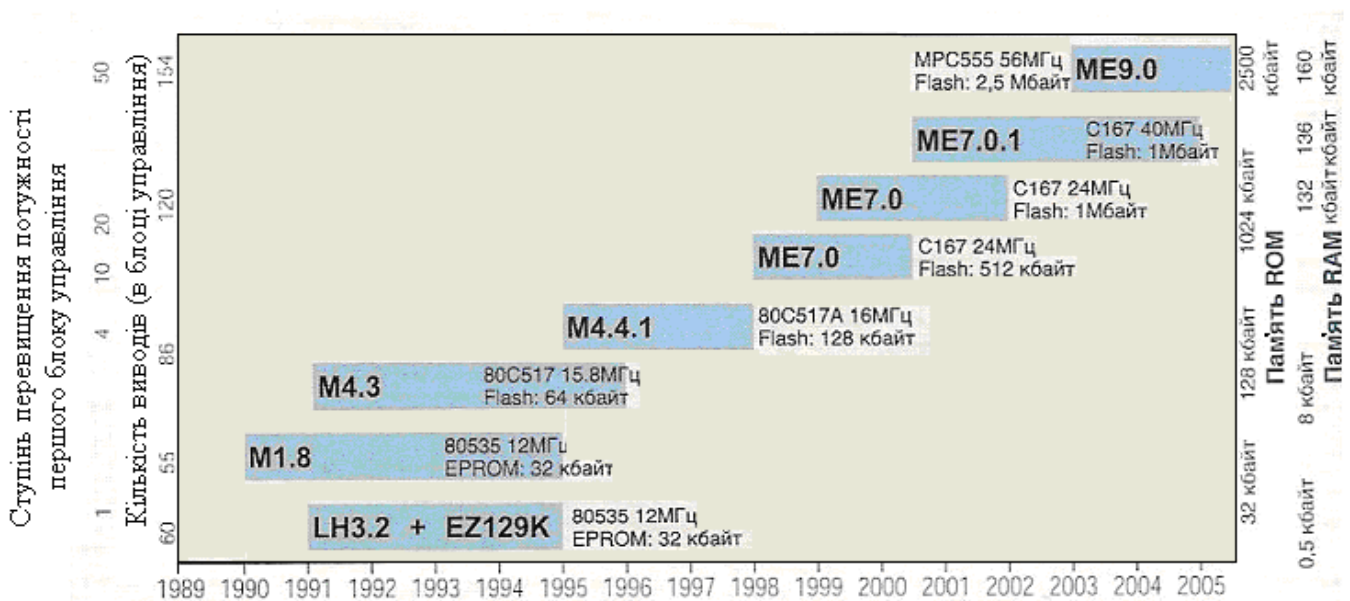 Ступінь перевищення потужності
першого блоку управління
1
4
10
20
50
Кількість виводів (в блоці управління)
60
55
86
120
154
MPC555 56МГц
Flash: 2,5 Мбайт
ME9.0
ME7.0.1
C167 40МГц
Flash: 1Мбайт
ME7.0
C167 24МГц
Flash: 1Мбайт
ME7.0
C167 24МГц
Flash: 512 кбайт
M4.4.1
80C517A 16МГц
Flash: 128 кбайт
M4.3
80C517 15.8МГц
Flash: 64 кбайт
M1.8
80535 12МГц
EPROM: 32 кбайт
LH3.2 + EZ129K
80535 12МГц
EPROM: 32 кбайт
32 кбайт
128 кбайт
1024 кбайт
2500
кбайт
Пам'ять ROM
0,5 кбайт
8 кбайт
132 кбайт
136 кбайт
160 кбайт
Пам'ять RAM
1989 1990 1991 1992 1993 1994 1995 1996 1997 1998 1999 2000 2001 2002 2003 2004 2005